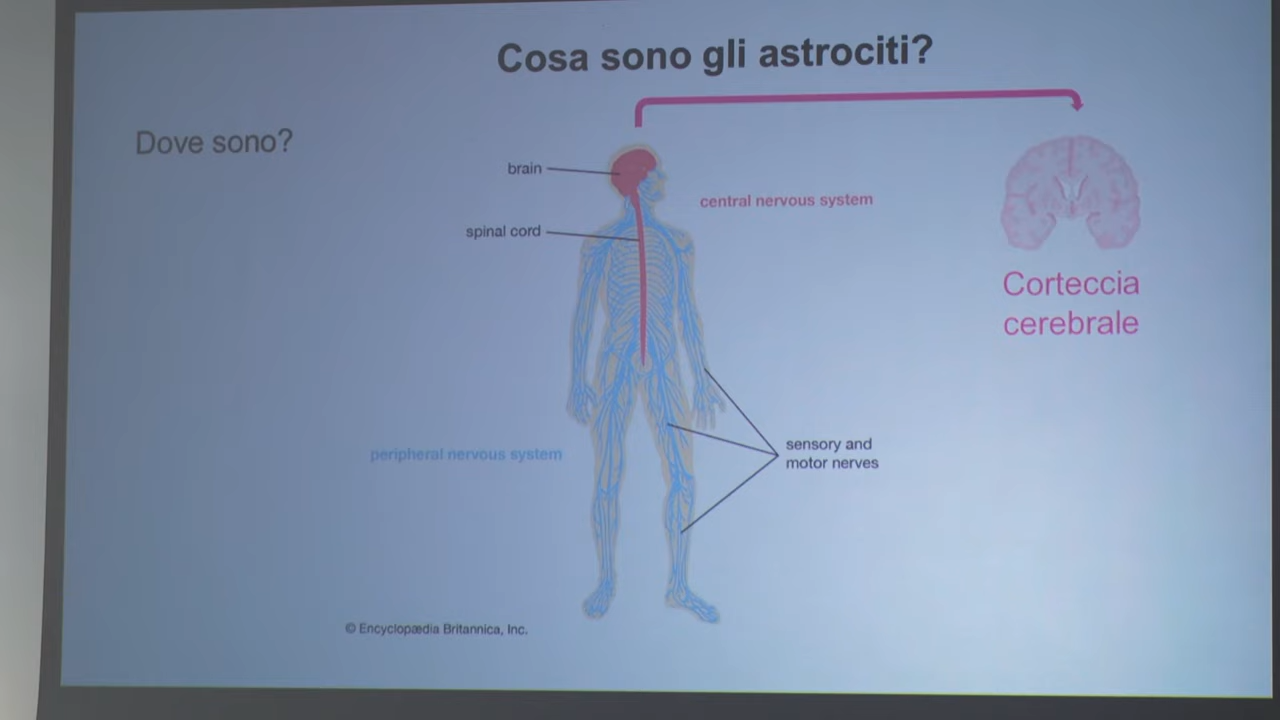 Cosa sono gli astrociti?
Dove sono?
brain
central nervous system
spinal cord
Corteccia
cerebrale
peripheral nervous system
sensory and
motor nerves
© Encyclopædia Britannica, Inc.